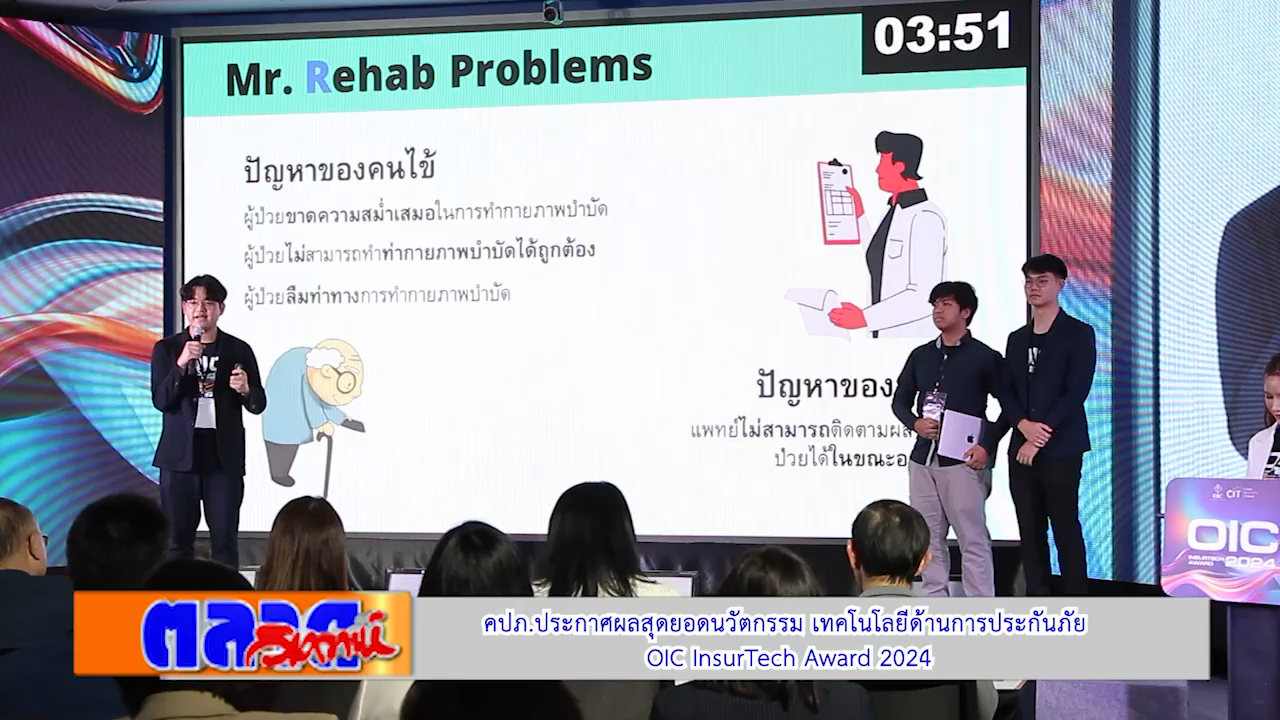 03:51
Mr. Rehab Problems
ปัญหาของคนไข้
ผู้ป่วยขาดความสม่ำเสมอในการทำกายภาพบำบัด
ผู้ป่วยไม่สามารถทำท่ากายภาพบำบัดได้ถูกต้อง
ผู้ป่วยลืมท่าทางการทำกายภาพบำบัด
ปัญหาของ
แพทย์ไม่สามารถติดตามผล
ป่วยได้ในขณะอ
OIC CIT
OIC
INSURTECH
AWARD 2024
ตลาด
คปภ.ประกาศผลสุดยอดนวัตกรรม เทคโนโลยีด้านการประกันภัย
OIC InsurTech Award 2024